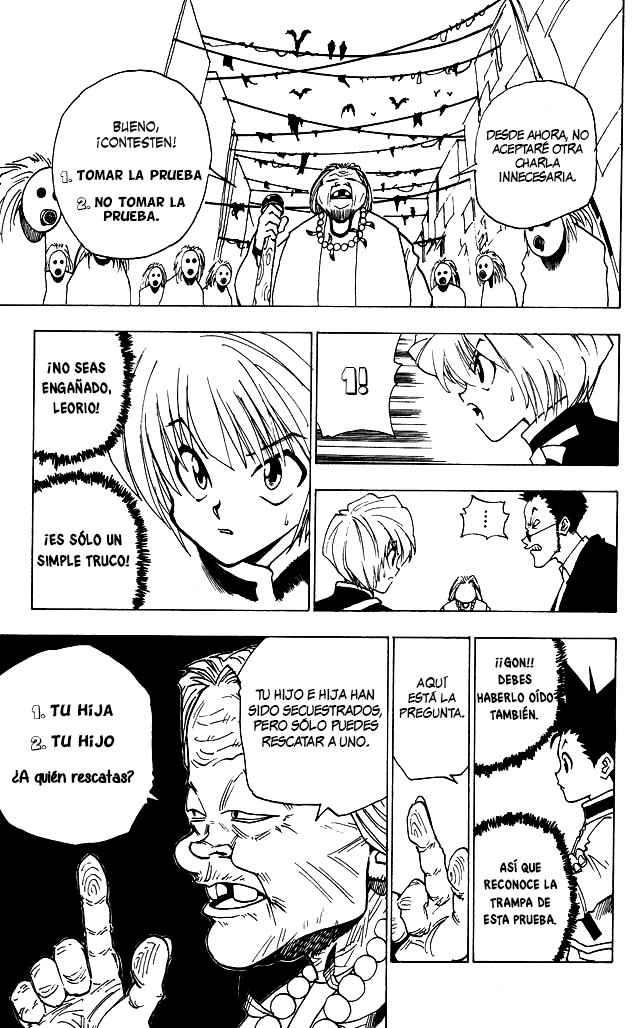 DESDE AHORA, NO
ACEPTARÉ OTRA
CHARLA
INNECESARIA.
BUENO,
¡CONTESTEN!
1. TOMAR LA PRUEBA
2. NO TOMAR LA
PRUEBA.
1!
....
¡NO SEAS
ENGAÑADO,
LEORIO!
¡ES SÓLO UN
SIMPLE TRUCO!
¡¡GON!!
DEBES
HABERLO OÍDO
TAMBIÉN.
ASÍ QUE
RECONOCE LA
TRAMPA DE
ESTA PRUEBA.
AQUÍ
ESTÁ LA
PREGUNTA.
TU HIJO E HIJA HAN
SIDO SECUESTRADOS,
PERO SÓLO PUEDES
RESCATAR A UNO.
1. TU HIJA
2. TU HIJO
¿A quién rescatas?